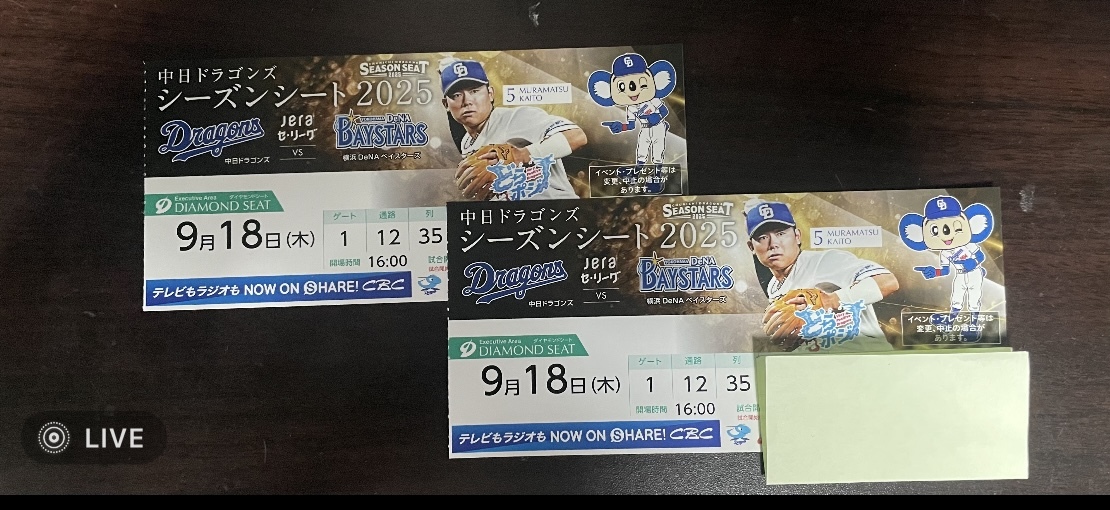 中日ドラゴンズ
シーズンシート 2025
SEASON SEAT
2025
Dragons
中日ドラゴンズ
Jera
セ・リーグ
VS
YOKOHAMA DeNA
BAYSTARS
横浜 DeNA ベイスターズ
5 MURAMATSU
KAITO
イベント・プレゼント等は
変更、中止の場合が
あります。
Executive Area
ダイヤモンドシート
DIAMOND SEAT
9月18日(木)
ゲート 通路 列
1 12 35
開場時間 16:00
試合開
テレビもラジオも NOW ON SHARE! CBC
中日ドラゴンズ
シーズンシート 2025
SEASON SEAT
2025
Dragons
中日ドラゴンズ
Jera
セ・リーグ
VS
YOKOHAMA DeNA
BAYSTARS
横浜 DeNA ベイスターズ
5 MURAMATSU
KAITO
イベント・プレゼント等は
変更、中止の場合が
あります。
Executive Area
ダイヤモンドシート
DIAMOND SEAT
9月18日(木)
ゲート 通路 列
1 12 35
開場時間 16:00
試合開
テレビもラジオも NOW ON SHARE! CBC
LIVE